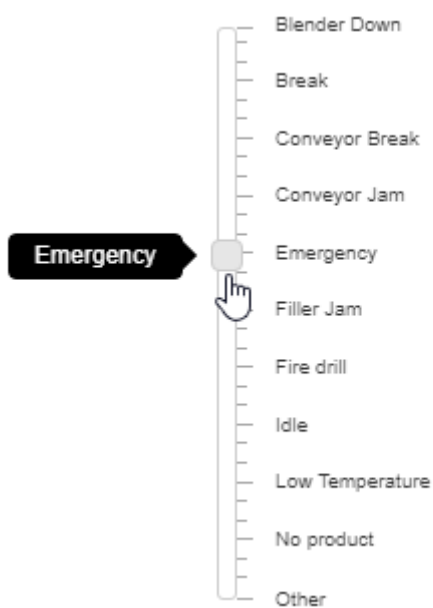 Blender Down
Break
Conveyor Break
Conveyor Jam
Emergency
Emergency
Filler Jam
Fire drill
Idle
Low Temperature
No product
Other